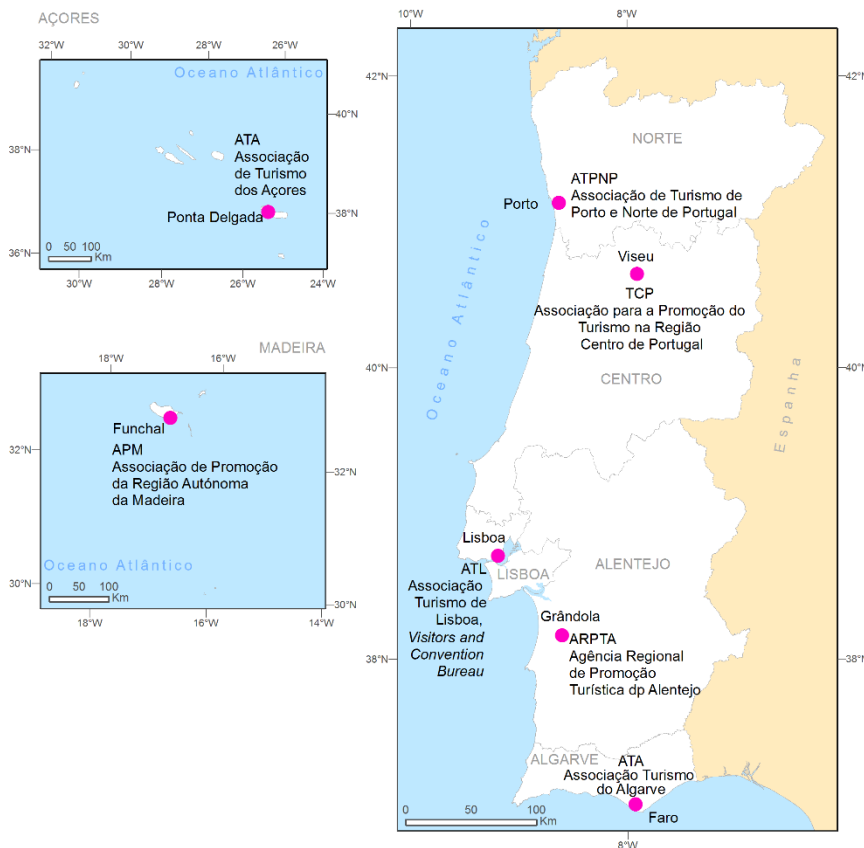 AÇORES
32°W 30°W 28°W 26°W
Oceano Atlântico
40°N
38°N
ATA
Associação
de Turismo
dos Açores
Ponta Delgada
38°N
36°N
0 50 100
Km
30°W 28°W 26°W 24°W
MADEIRA
18°W 16°W
Funchal
32°N
APM
Associação de Promoção
da Região Autónoma
da Madeira
32°N
Oceano Atlântico
30°N
0 50 100
Km
30°N
18°W 16°W 14°W
10°W 8°W
42°N
42°N
NORTE
Porto
ATPNP
Associação de Turismo de
Porto e Norte de Portugal
Viseu
TCP
Associação para a Promoção do
Turismo na Região
Centro de Portugal
Oceano Atlântico
40°N
40°N
CENTRO
Espanha
Lisboa
ATL
LISBOA
Associação
Turismo de
Lisboa,
Visitors and
Convention
Bureau
ALENTEJO
Grândola
ARPTA
Agência Regional
de Promoção
Turística dp Alentejo
38°N
38°N
ALGARVE
ATA
Associação Turismo
do Algarve
Faro
0 50 100
Km
8°W